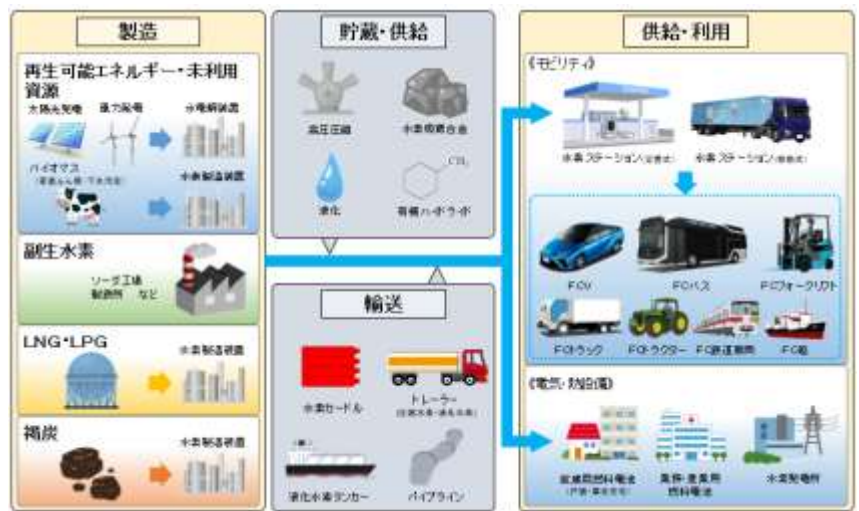 製造
再生可能エネルギー・未利用
資源
太陽光発電
風力発電
水電解装置
バイオマス
水素製造装置
副生水素
ソーダ工場
製鉄所 など
LNG・LPG
水素製造装置
褐炭
水素製造装置
貯蔵・供給
高圧圧縮
水素吸蔵合金
液化
CH₃
有機ハイドライド
輸送
水素カードル
トレーラー
液化水素タンカー
パイプライン
供給・利用
《モビリティ》
水素ステーション(定置式)
水素ステーション(移動式)
FCV
FCバス
FCフォークリフト
FCトラック
FCトラクター
FC鉄道車両
FC船
《電気・熱設備》
家庭用燃料電池
業務・産業用
燃料電池
水素発電所